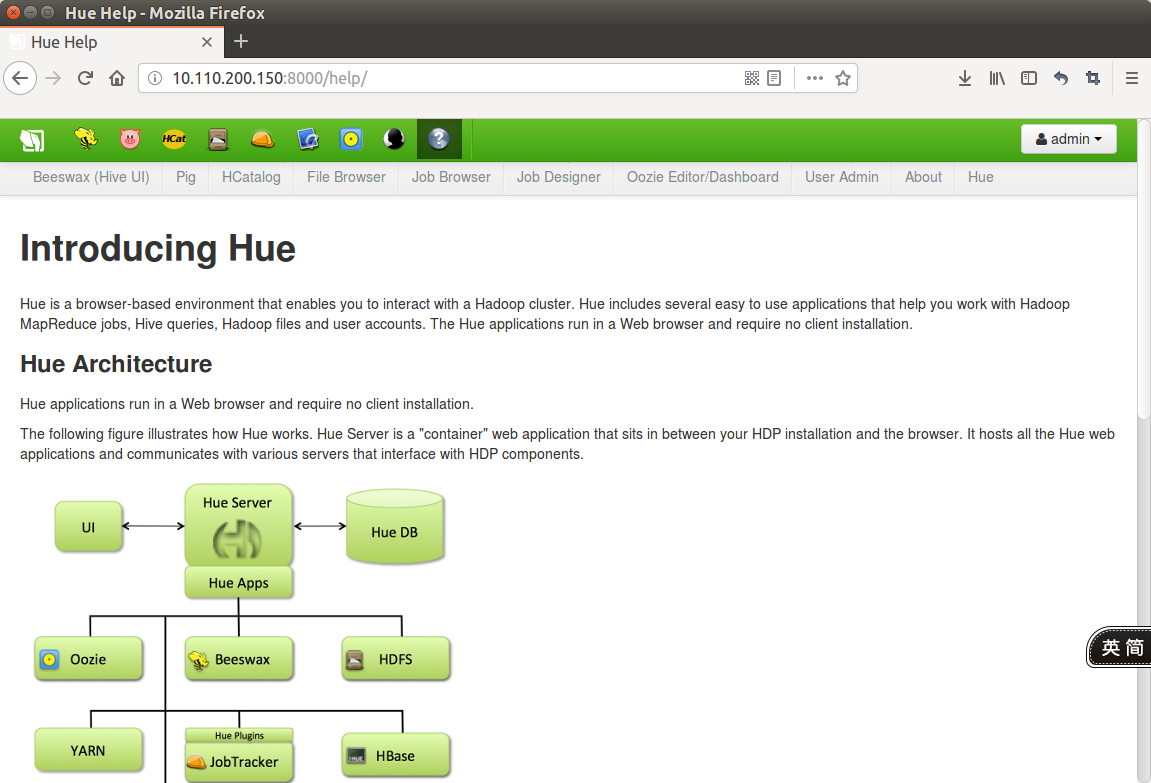 Hue Help - Mozilla Firefox
Hue Help
10.110.200.150:8000/help/
HCat
admin
Beeswax (Hive UI) Pig HCatalog File Browser Job Browser Job Designer Oozie Editor/Dashboard User Admin About Hue
Introducing Hue
Hue is a browser-based environment that enables you to interact with a Hadoop cluster. Hue includes several easy to use applications that help you work with Hadoop
MapReduce jobs, Hive queries, Hadoop files and user accounts. The Hue applications run in a Web browser and require no client installation.
Hue Architecture
Hue applications run in a Web browser and require no client installation.
The following figure illustrates how Hue works. Hue Server is a "container" web application that sits in between your HDP installation and the browser. It hosts all the Hue web
applications and communicates with various servers that interface with HDP components.
UI
Hue Server
Hue DB
Hue Apps
Oozie
Beeswax
HDFS
英 简
YARN
Hue Plugins
JobTracker
HUE
HBase